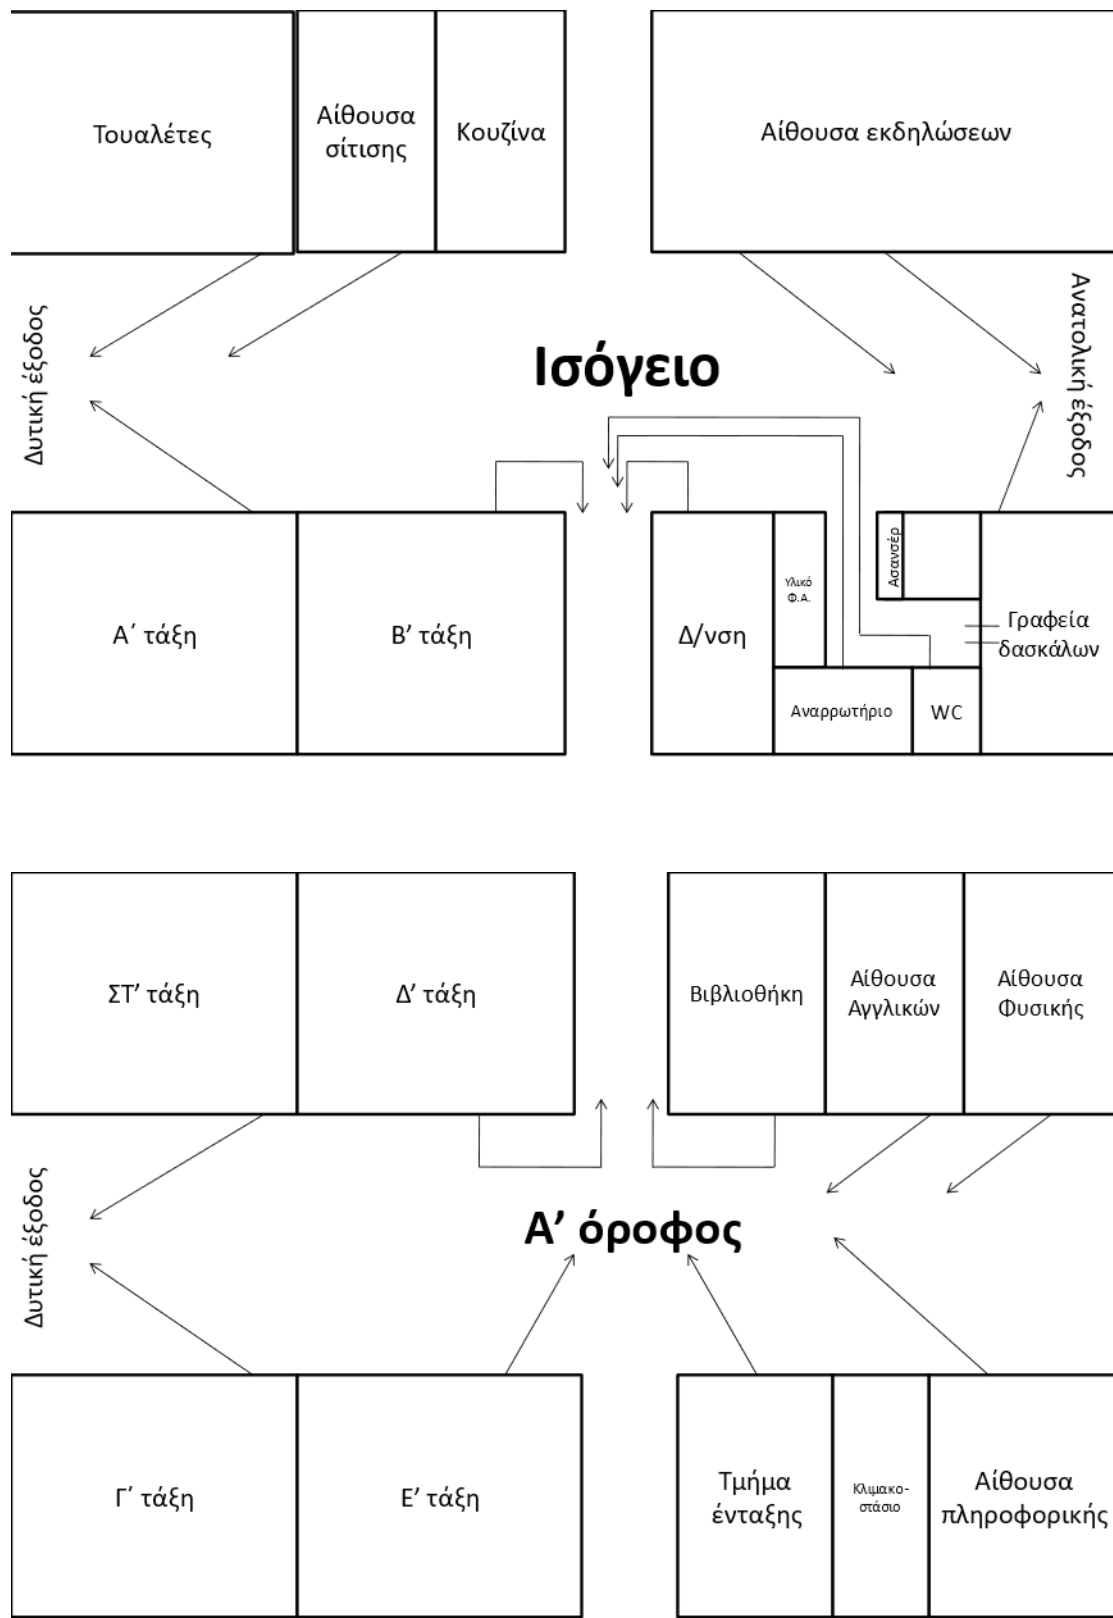 Τουαλέτες
Αίθουσα
σίτισης
Κουζίνα
Αίθουσα εκδηλώσεων
Δυτική έξοδος
Ισόγειο
Ανατολική έξοδος
Α΄ τάξη
Β’ τάξη
Δ/νση
Υλικό
Φ.Α.
Ασανσέρ
Γραφεία
δασκάλων
Αναρρωτήριο
WC
ΣΤ’ τάξη
Δ’ τάξη
Βιβλιοθήκη
Αίθουσα
Αγγλικών
Αίθουσα
Φυσικής
Δυτική έξοδος
Α’ όροφος
Γ΄ τάξη
Ε’ τάξη
Τμήμα
ένταξης
Κλιμακο-
στάσιο
Αίθουσα
πληροφορικής